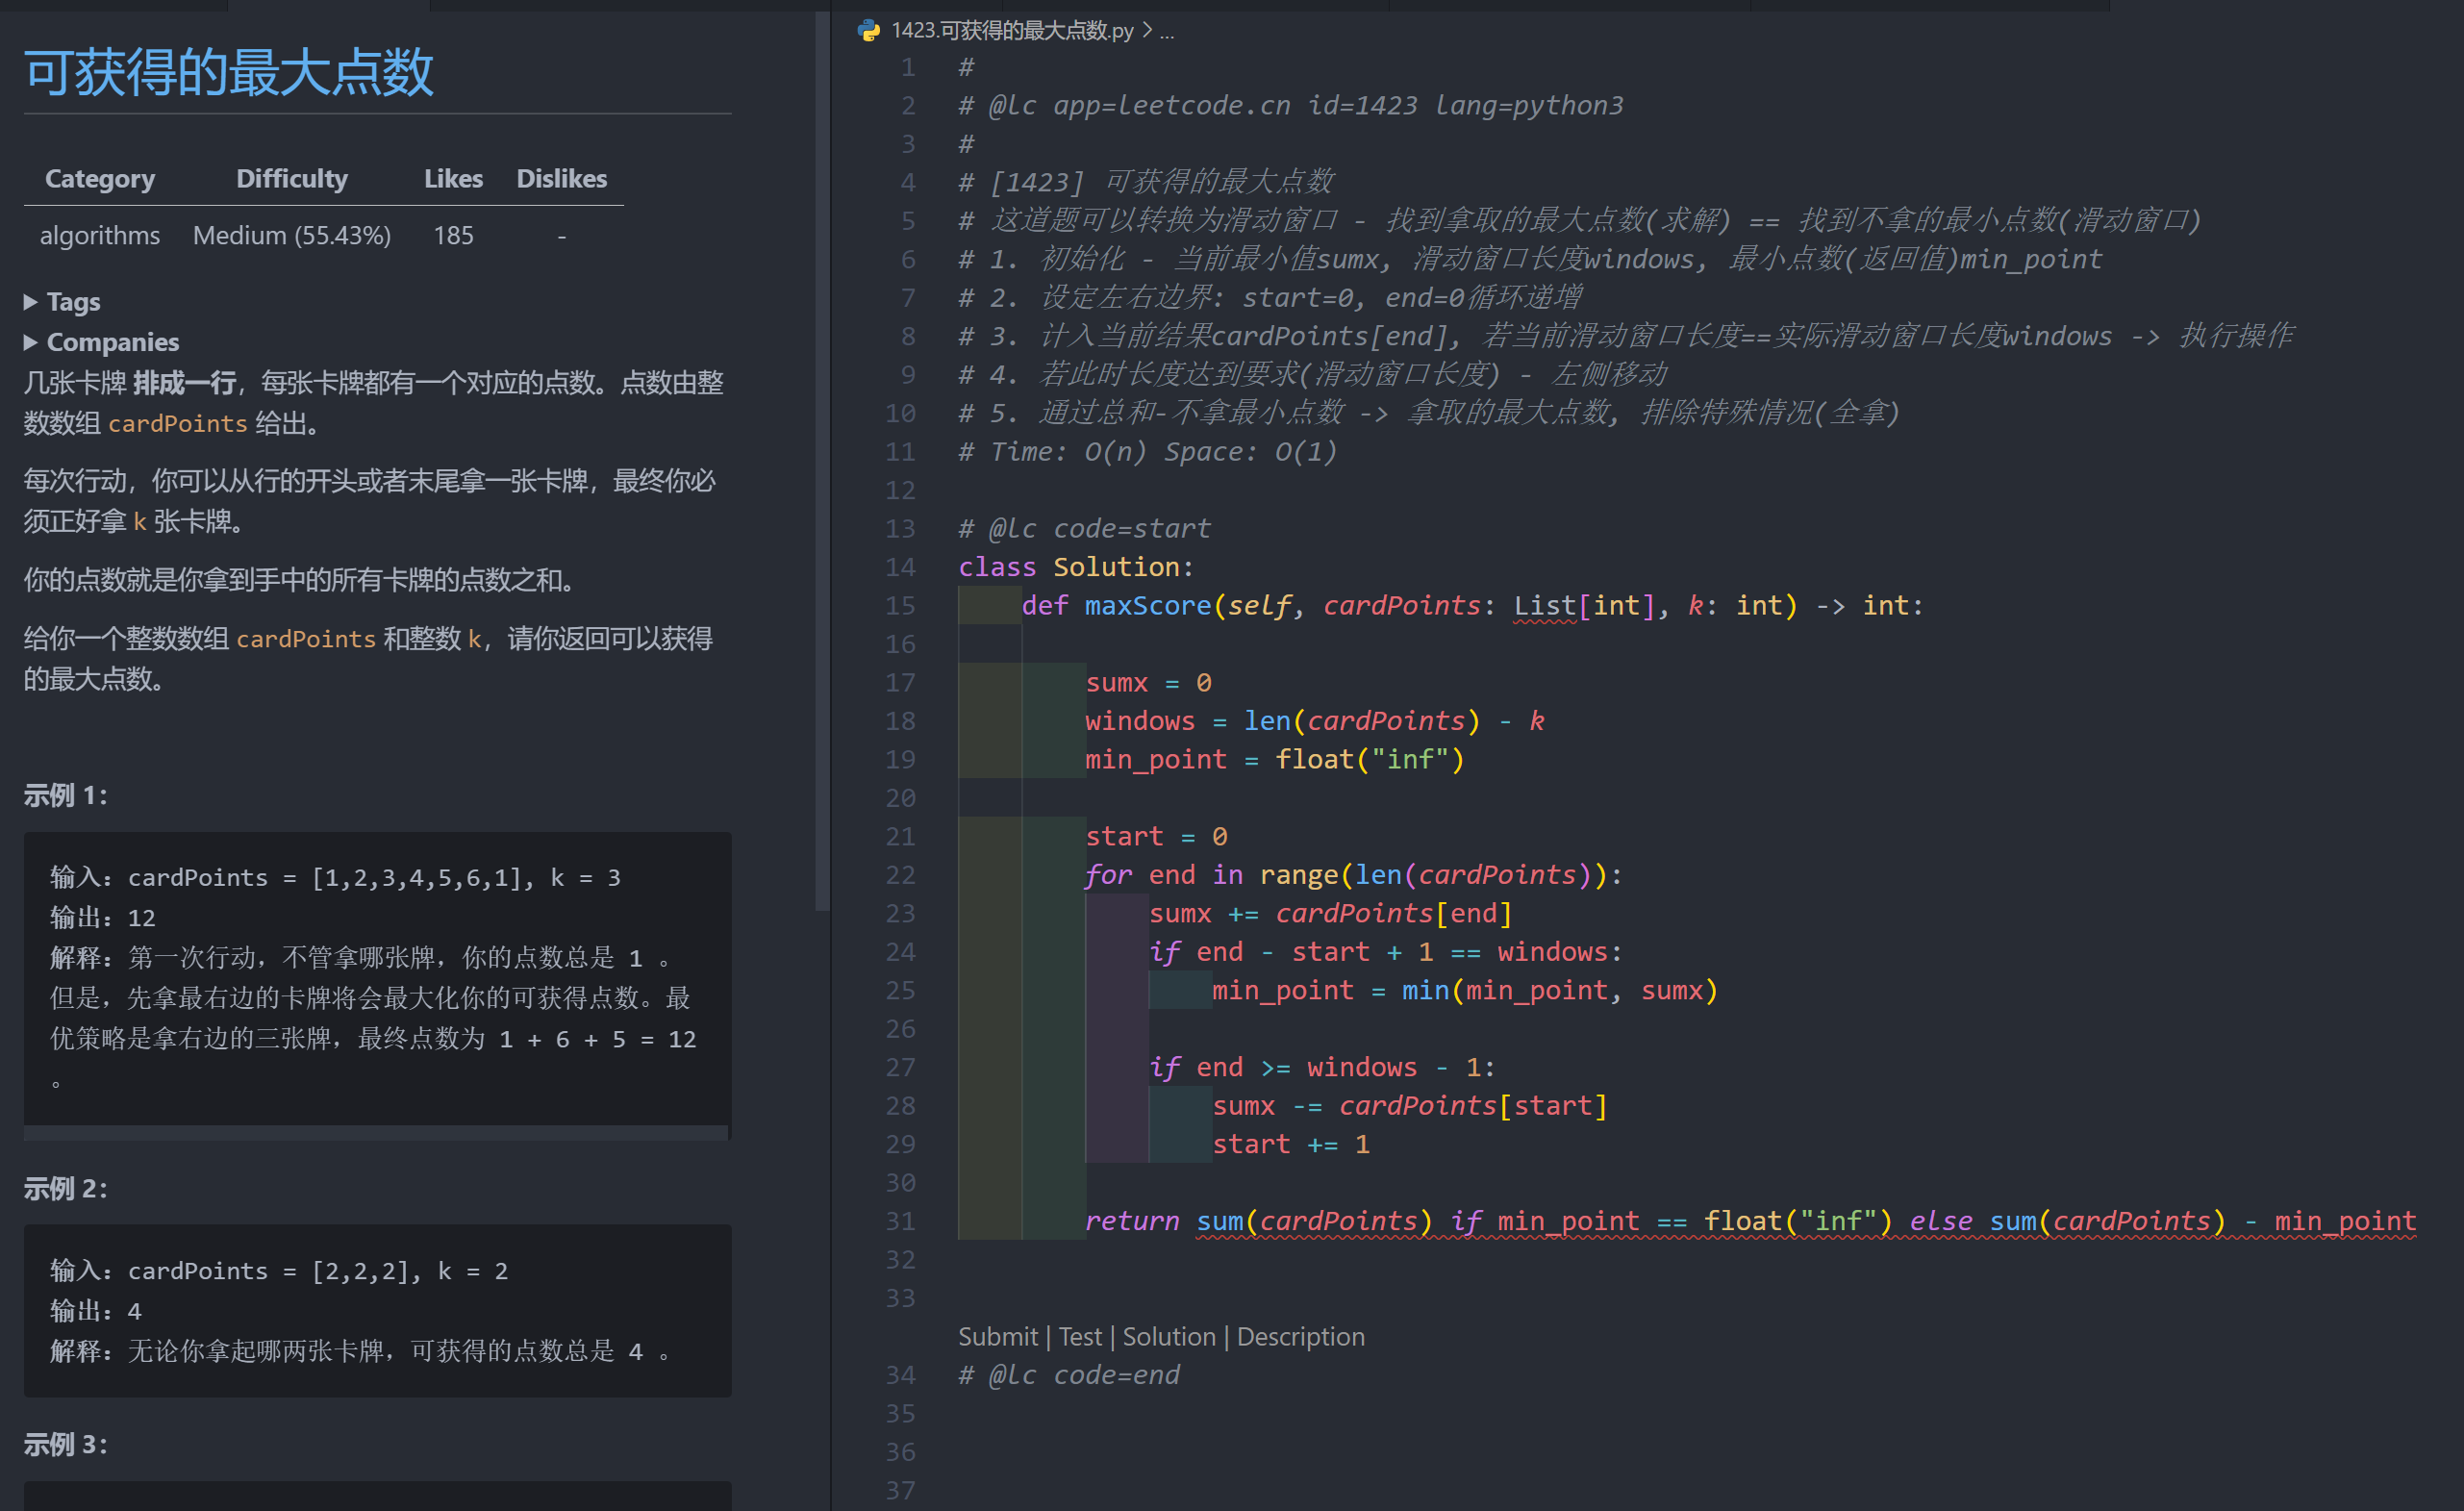 可获得的最大点数
Category Difficulty Likes Dislikes
algorithms Medium (55.43%) 185 -
▶ Tags
▶ Companies
几张卡牌 排成一行，每张卡牌都有一个对应的点数。点数由整
数数组 cardPoints 给出。
每次行动，你可以从行的开头或者末尾拿一张卡牌，最终你必
须正好拿 k 张卡牌。
你的点数就是你拿到手中的所有卡牌的点数之和。
给你一个整数数组 cardPoints 和整数 k，请你返回可以获得
的最大点数。
示例 1：
输入：cardPoints = [1,2,3,4,5,6,1], k = 3
输出：12
解释：第一次行动，不管拿哪张牌，你的点数总是 1 。
但是，先拿最右边的卡牌将会最大化你的可获得点数。最
优策略是拿右边的三张牌，最终点数为 1 + 6 + 5 = 12
。
示例 2：
输入：cardPoints = [2,2,2], k = 2
输出：4
解释：无论你拿起哪两张卡牌，可获得的点数总是 4 。
示例 3：
1423.可获得的最大点数.py > ...
1 #
2 # @lc app=leetcode.cn id=1423 lang=python3
3 #
4 # [1423] 可获得的最大点数
5 # 这道题可以转换为滑动窗口 - 找到拿取的最大点数(求解) == 找到不拿的最小点数(滑动窗口)
6 # 1. 初始化 - 当前最小值sumx, 滑动窗口长度windows, 最小点数(返回值)min_point
7 # 2. 设定左右边界: start=0, end=0循环递增
8 # 3. 计入当前结果cardPoints[end], 若当前滑动窗口长度==实际滑动窗口长度windows -> 执行操作
9 # 4. 若此时长度达到要求(滑动窗口长度) - 左侧移动
10 # 5. 通过总和-不拿最小点数 -> 拿取的最大点数, 排除特殊情况(全拿)
11 # Time: O(n) Space: O(1)
12
13 # @lc code=start
14 class Solution:
15 def maxScore(self, cardPoints: List[int], k: int) -> int:
16
17 sumx = 0
18 windows = len(cardPoints) - k
19 min_point = float("inf")
20
21 start = 0
22 for end in range(len(cardPoints)):
23 sumx += cardPoints[end]
24 if end - start + 1 == windows:
25 min_point = min(min_point, sumx)
26
27 if end >= windows - 1:
28 sumx -= cardPoints[start]
29 start += 1
30
31 return sum(cardPoints) if min_point == float("inf") else sum(cardPoints) - min_point
32
33
Submit | Test | Solution | Description
34 # @lc code=end
35
36
37